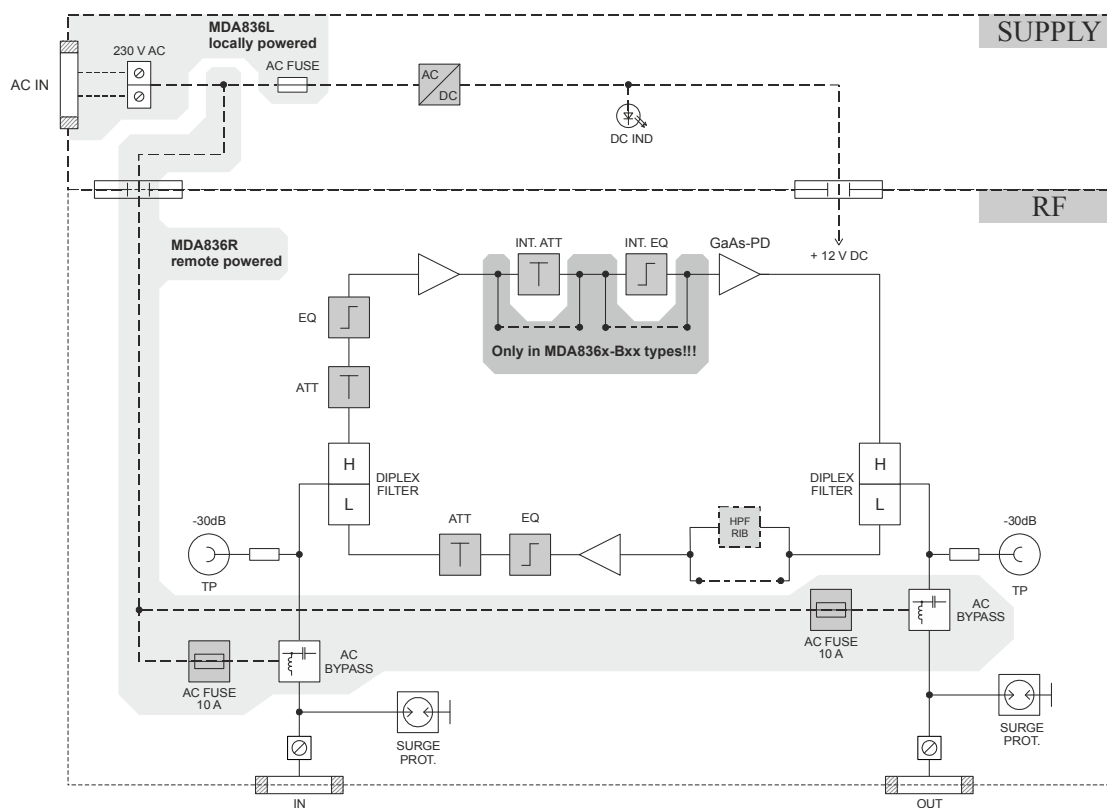 SUPPLY
MDA836L
locally powered
230 V AC
AC FUSE
AC IN
AC
DC
DC IND
RF
MDA836R
remote powered
+ 12 V DC
INT. ATT
INT. EQ
GaAs-PD
EQ
Only in MDA836x-Bxx types!!!
ATT
H
L
DIPLEX
FILTER
DIPLEX
FILTER
H
L
-30dB
TP
ATT
EQ
HPF
RIB
-30dB
TP
AC
BYPASS
AC FUSE
10 A
AC
BYPASS
AC FUSE
10 A
SURGE
PROT.
SURGE
PROT.
IN
OUT